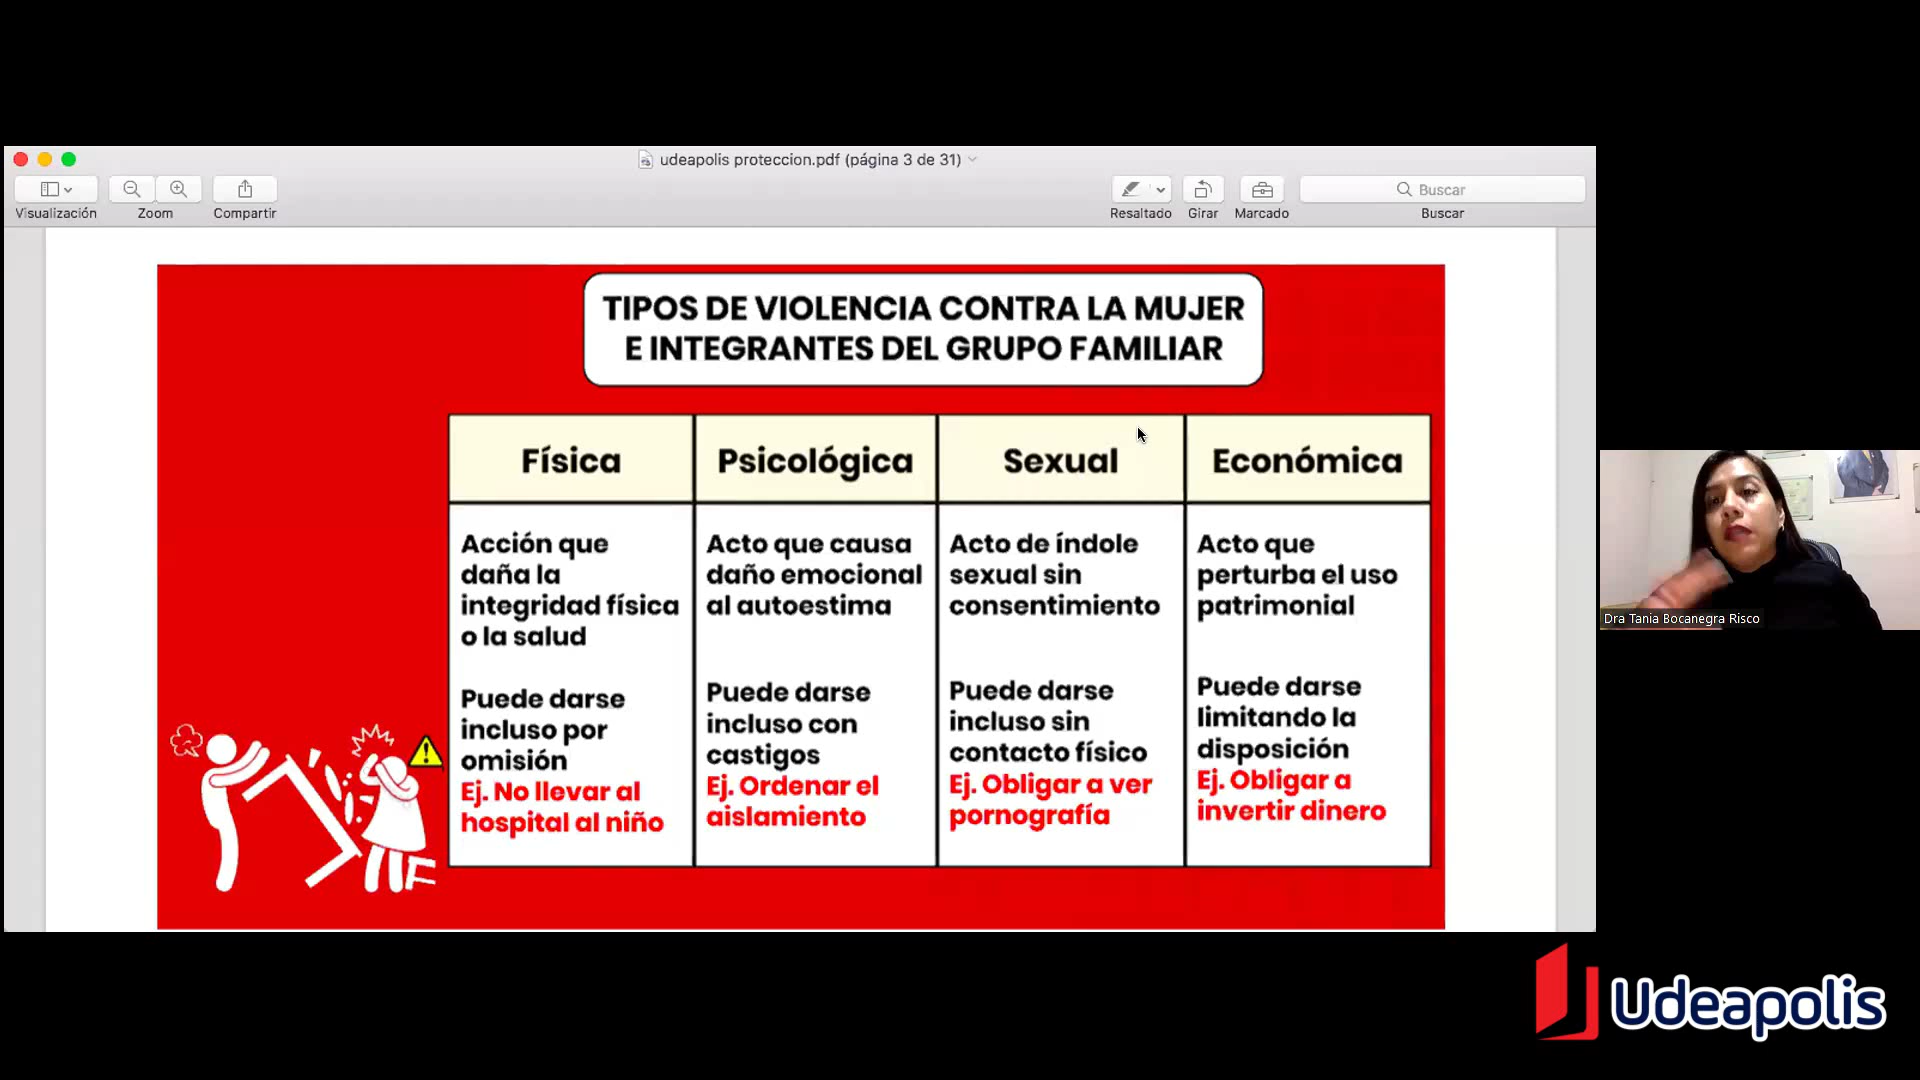 udeapolis proteccion.pdf (página 3 de 31)
Visualización
Zoom
Compartir
Resaltado
Girar
Marcado
Buscar
Buscar
TIPOS DE VIOLENCIA CONTRA LA MUJER
E INTEGRANTES DEL GRUPO FAMILIAR
Física
Psicológica
Sexual
Económica
Acción que
daña la
integridad física
o la salud
Puede darse
incluso por
omisión
Ej. No llevar al
hospital al niño
Acto que causa
daño emocional
al autoestima
Puede darse
incluso con
castigos
Ej. Ordenar el
aislamiento
Acto de índole
sexual sin
consentimiento
Puede darse
incluso sin
contacto físico
Ej. Obligar a ver
pornografía
Acto que
perturba el uso
patrimonial
Puede darse
limitando la
disposición
Ej. Obligar a
invertir dinero
Dra Tania Bocanegra Risco
Udeapolis